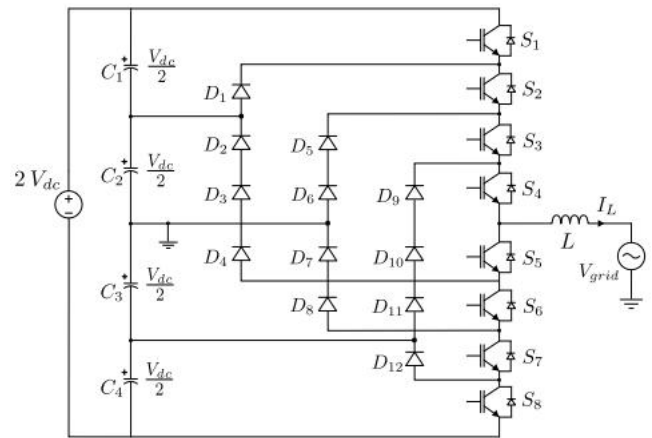 S1
C1 Vdc/2
D1
S2
D2
D5
S3
2 Vdc
C2 Vdc/2
D3
D6
D9
S4
IL
L
D4
D7
D10
S5
Vgrid
C3 Vdc/2
D8
D11
S6
D12
S7
C4 Vdc/2
S8